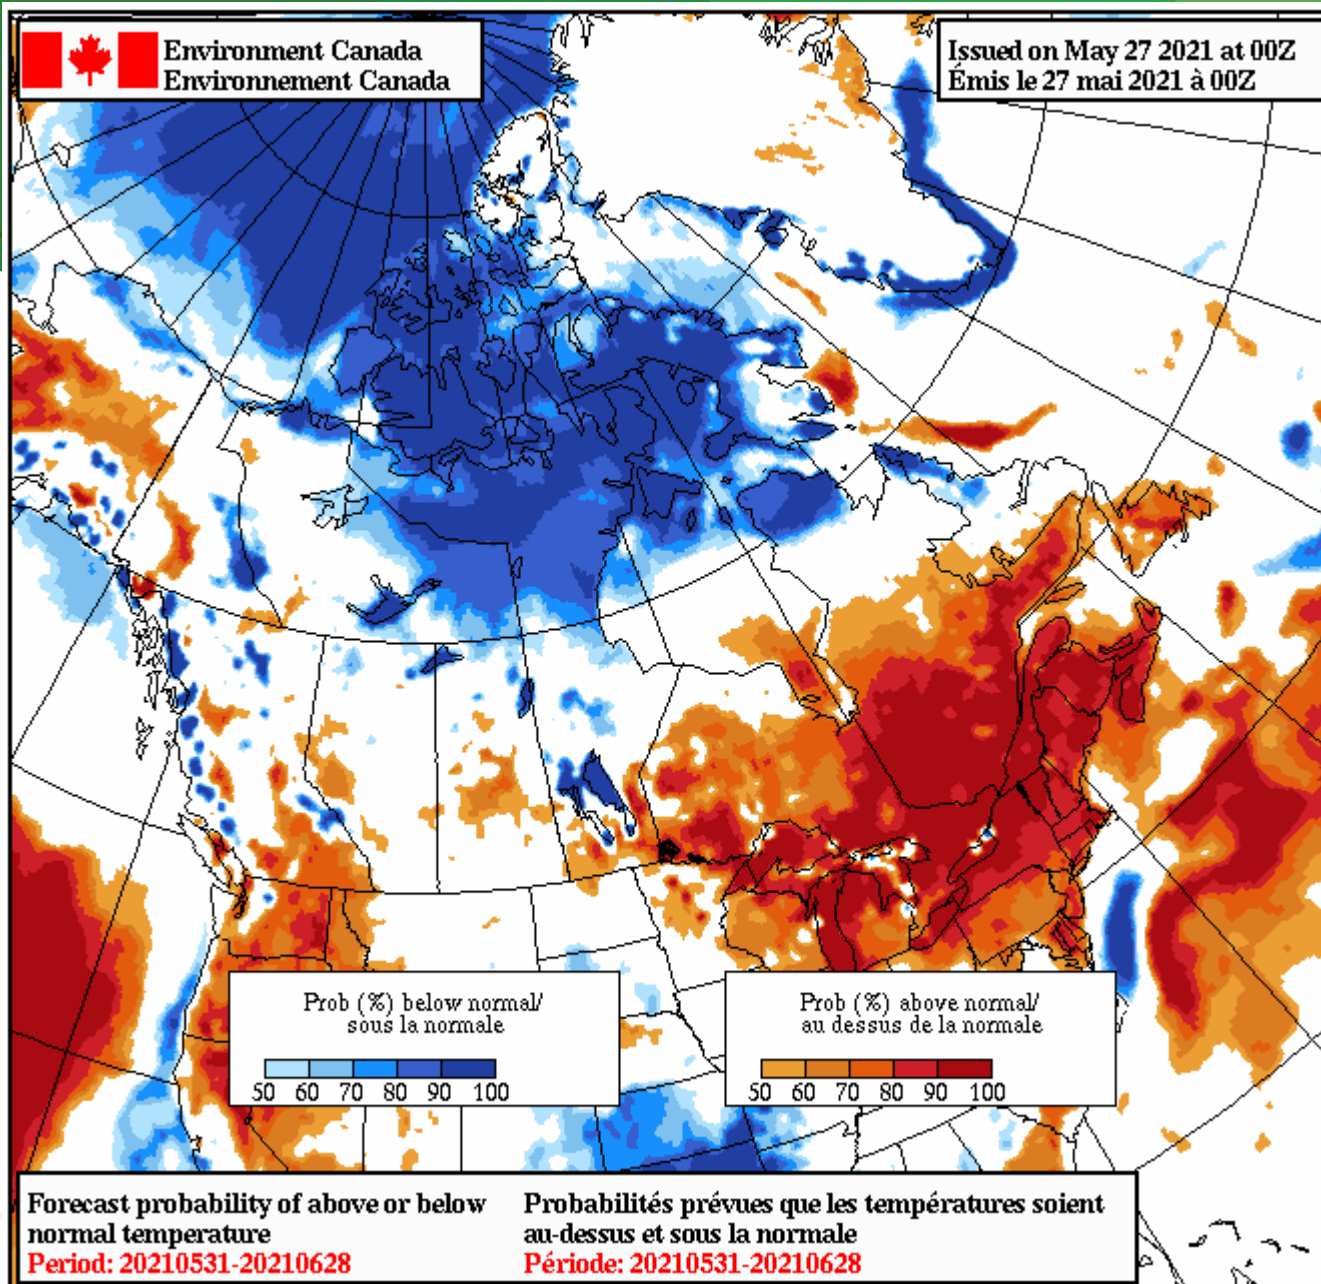 Environment Canada
Environnement Canada
Issued on May 27 2021 at 00Z
Émis le 27 mai 2021 à 00Z
Prob (%) below normal/
sous la normale
50 60 70 80 90 100
Prob (%) above normal/
au dessus de la normale
50 60 70 80 90 100
Forecast probability of above or below
normal temperature
Period: 20210531-20210628
Probabilités prévues que les températures soient
au-dessus et sous la normale
Période: 20210531-20210628